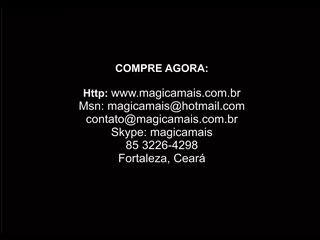 COMPRE AGORA:
Http: www.magicamais.com.br
Msn: magicamais@hotmail.com
contato@magicamais.com.br
Skype: magicamais
85 3226-4298
Fortaleza, Ceará